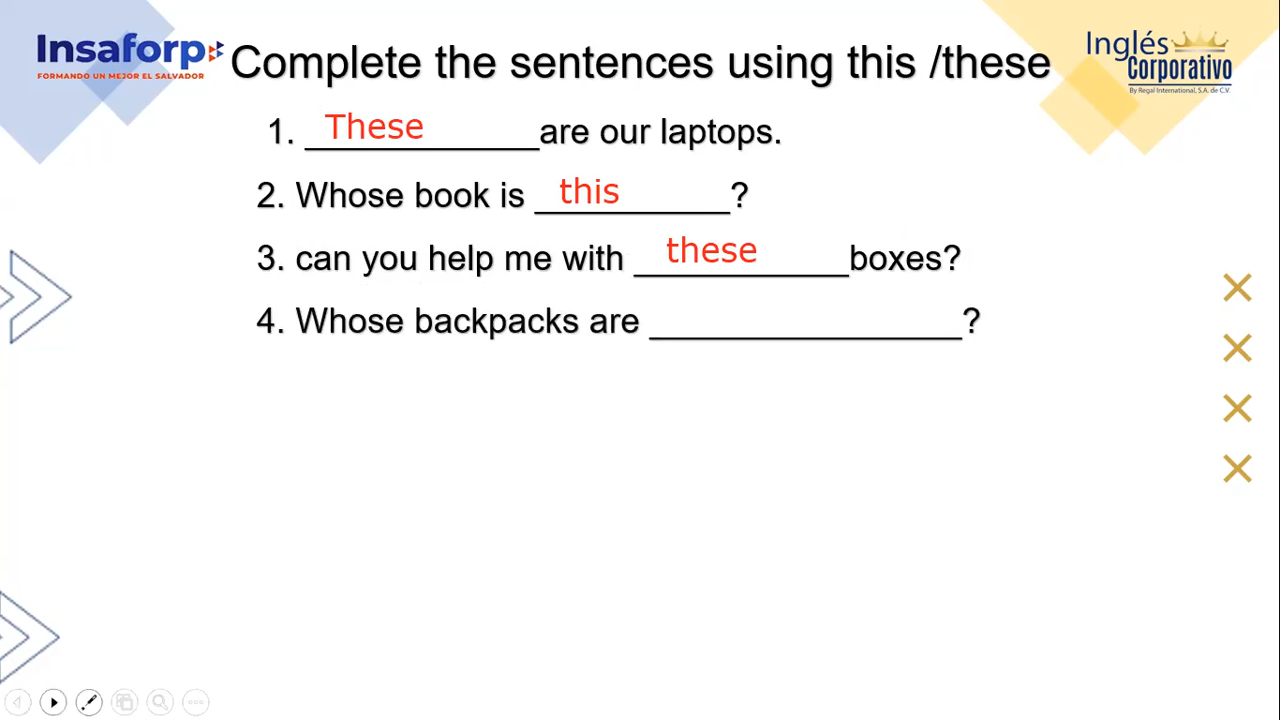 Insaforp
FORMANDO UN MEJOR EL SALVADOR
Inglés
Corporativo
By Regal International, S.A. de C.V.
Complete the sentences using this /these
1. These are our laptops.
2. Whose book is this ?
3. can you help me with these boxes?
4. Whose backpacks are ________________?